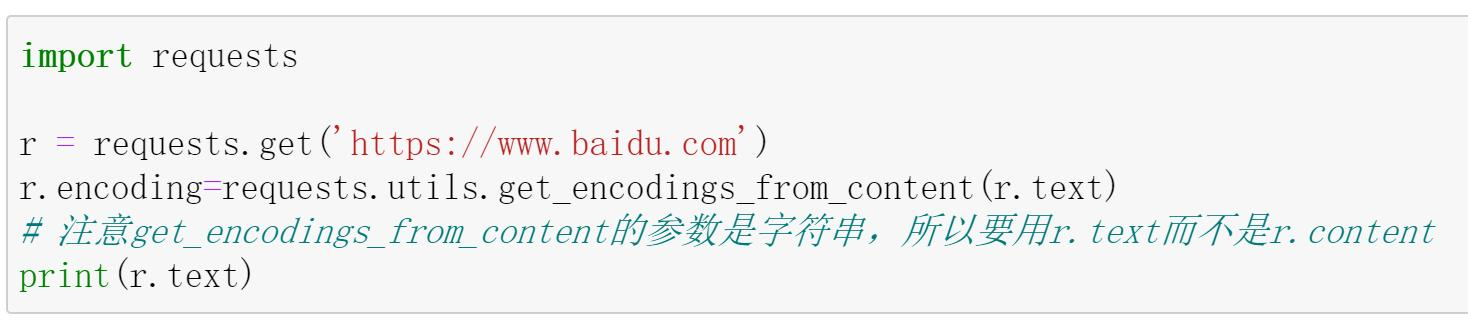 import requests
r = requests.get('https://www.baidu.com')
r.encoding=requests.utils.get_encodings_from_content(r.text)
# 注意get_encodings_from_content的参数是字符串，所以要用r.text而不是r.content
print(r.text)